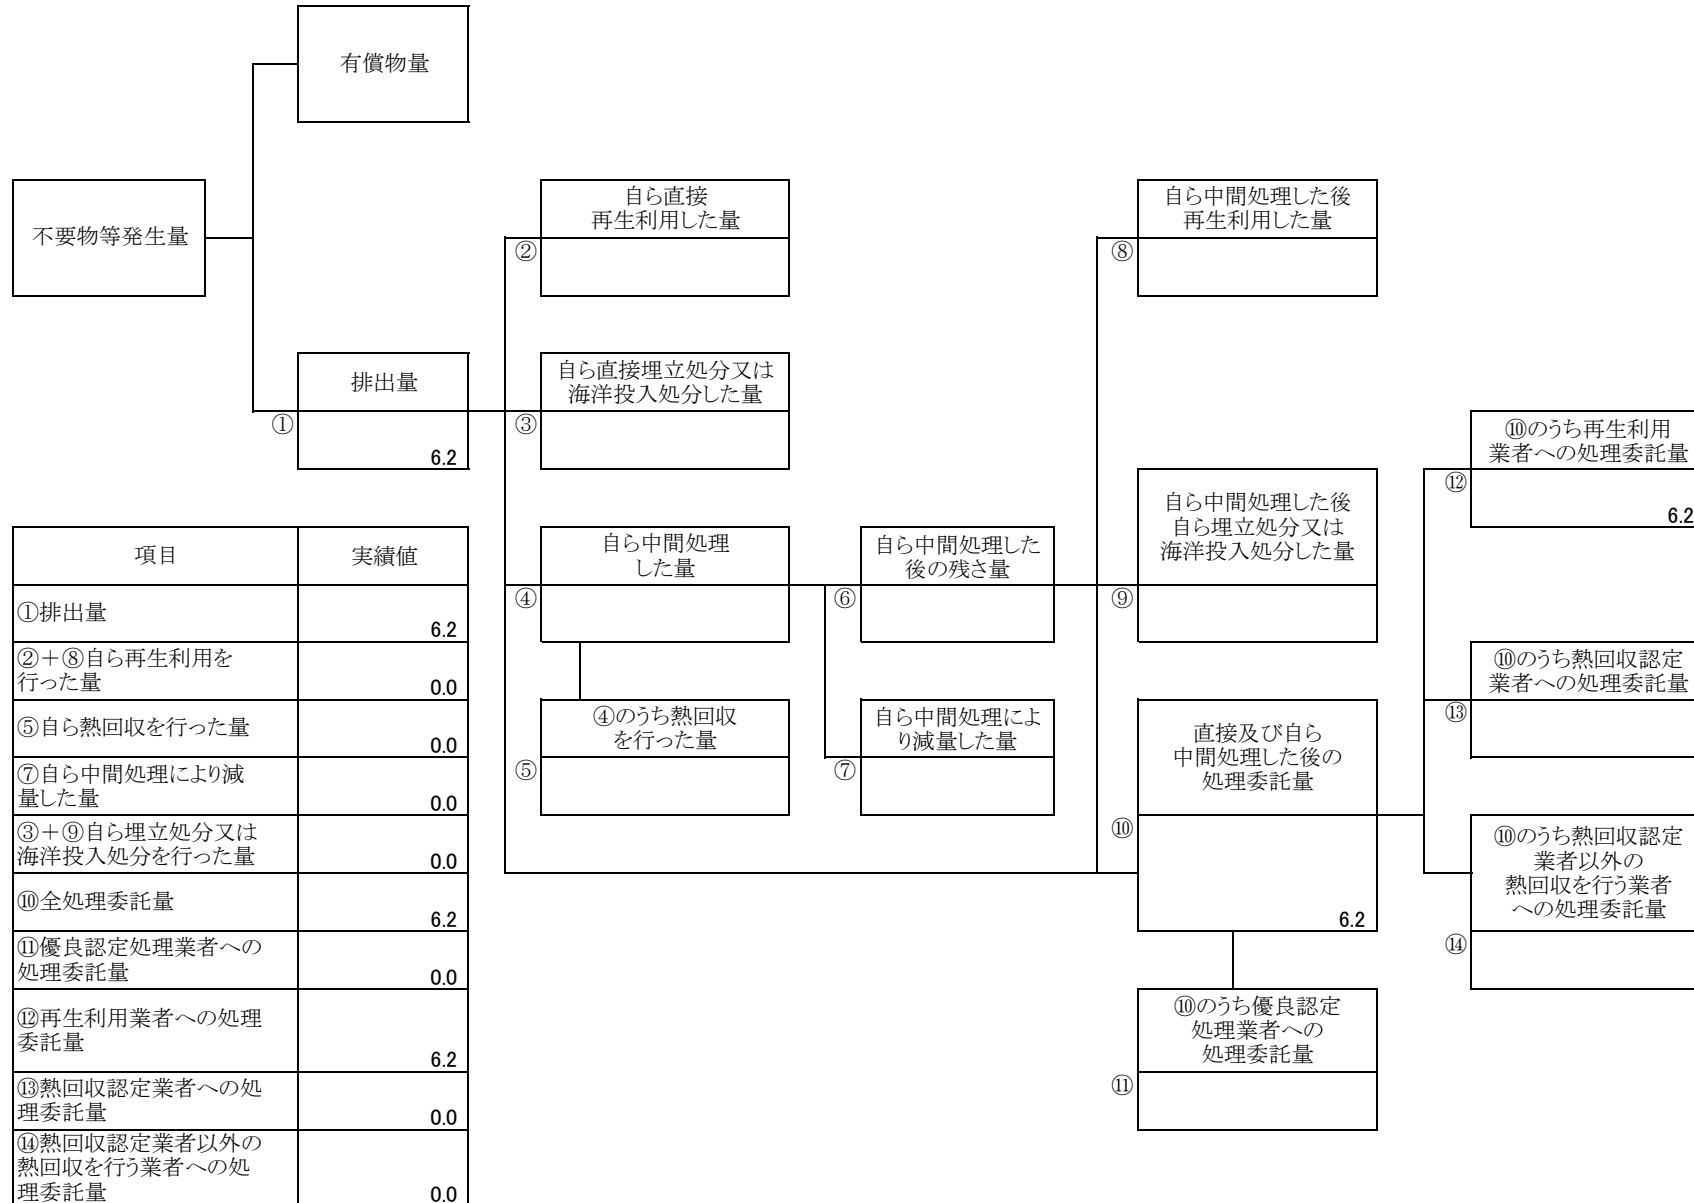 有償物量
不要物等発生量
自ら直接
再生利用した量
②
自ら中間処理した後
再生利用した量
⑧
排出量
①
6.2
自ら直接埋立処分又は
海洋投入処分した量
③
⑩のうち再生利用
業者への処理委託量
⑫
6.2
自ら中間処理した後
自ら埋立処分又は
海洋投入処分した量
⑨
自ら中間処理
した量
④
自ら中間処理した
後の残さ量
⑥
⑩のうち熱回収認定
業者への処理委託量
⑬
④のうち熱回収
を行った量
⑤
自ら中間処理によ
り減量した量
⑦
直接及び自ら
中間処理した後の
処理委託量
⑩
6.2
⑩のうち熱回収認定
業者以外の
熱回収を行う業者
への処理委託量
⑭
⑩のうち優良認定
処理業者への
処理委託量
⑪
項目 実績値
①排出量
6.2
②+⑧自ら再生利用を
行った量
0.0
⑤自ら熱回収を行った量
0.0
⑦自ら中間処理により減
量した量
0.0
③+⑨自ら埋立処分又は
海洋投入処分を行った量
0.0
⑩全処理委託量
6.2
⑪優良認定処理業者への
処理委託量
0.0
⑫再生利用業者への処理
委託量
6.2
⑬熱回収認定業者への処
理委託量
0.0
⑭熱回収認定業者以外の
熱回収を行う業者への処
理委託量
0.0